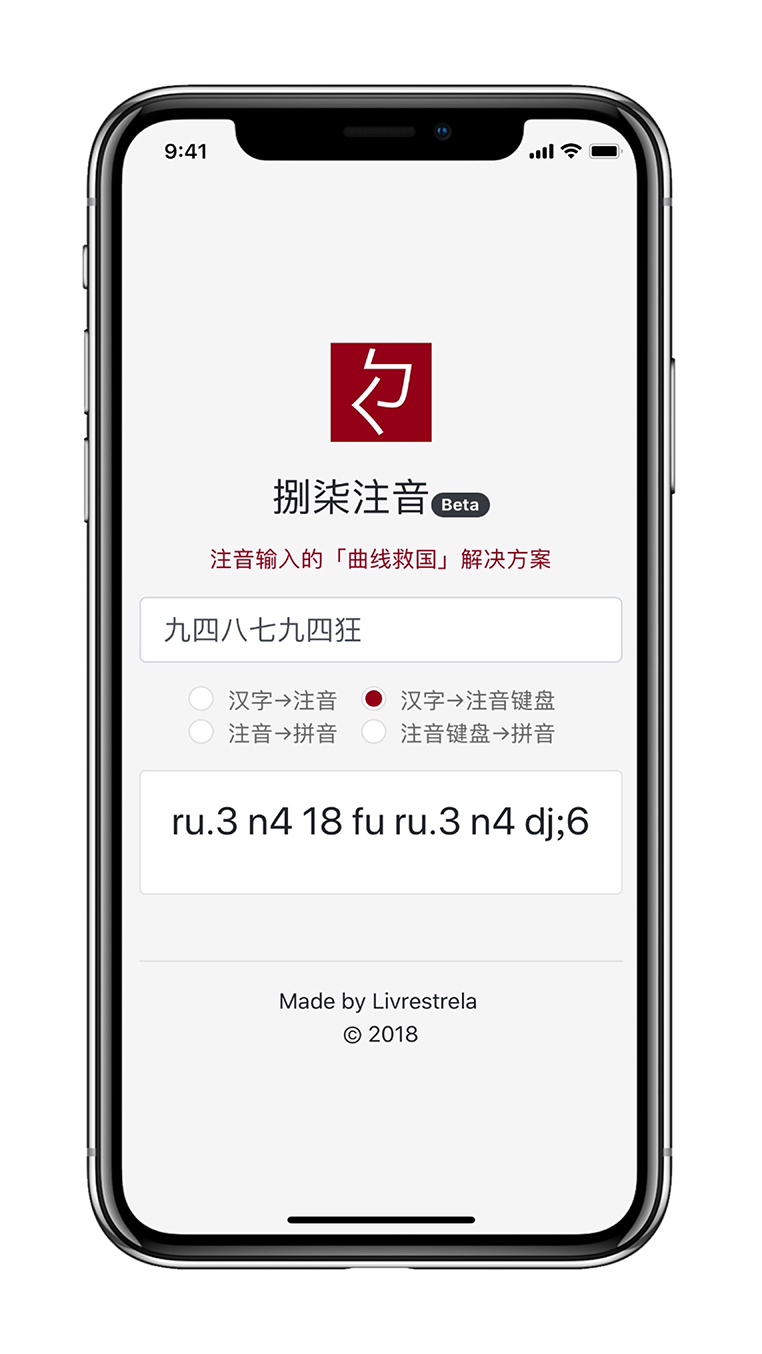 9:41
ㄅㄑ
捌柒注音 Beta
注音输入的「曲线救国」解决方案
九四八七九四狂
汉字→注音 汉字→注音键盘
注音→拼音 注音键盘→拼音
ru.3 n4 18 fu ru.3 n4 dj;6
Made by Livrestrela
© 2018